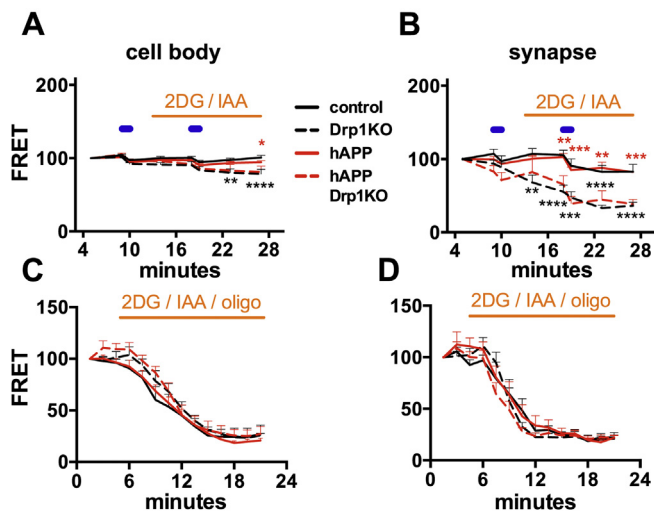 A
cell body
B
synapse
200
100
0
FRET
2DG / IAA
*
** ****
4 10 16 22 28
minutes
control
Drp1KO
hAPP
hAPP
Drp1KO
200
100
0
2DG / IAA
** *** ** ***
** **** *** **** ****
4 10 16 22 28
minutes
C
2DG / IAA / oligo
150
100
50
0
FRET
0 6 12 18 24
minutes
D
2DG / IAA / oligo
150
100
50
0
0 6 12 18 24
minutes